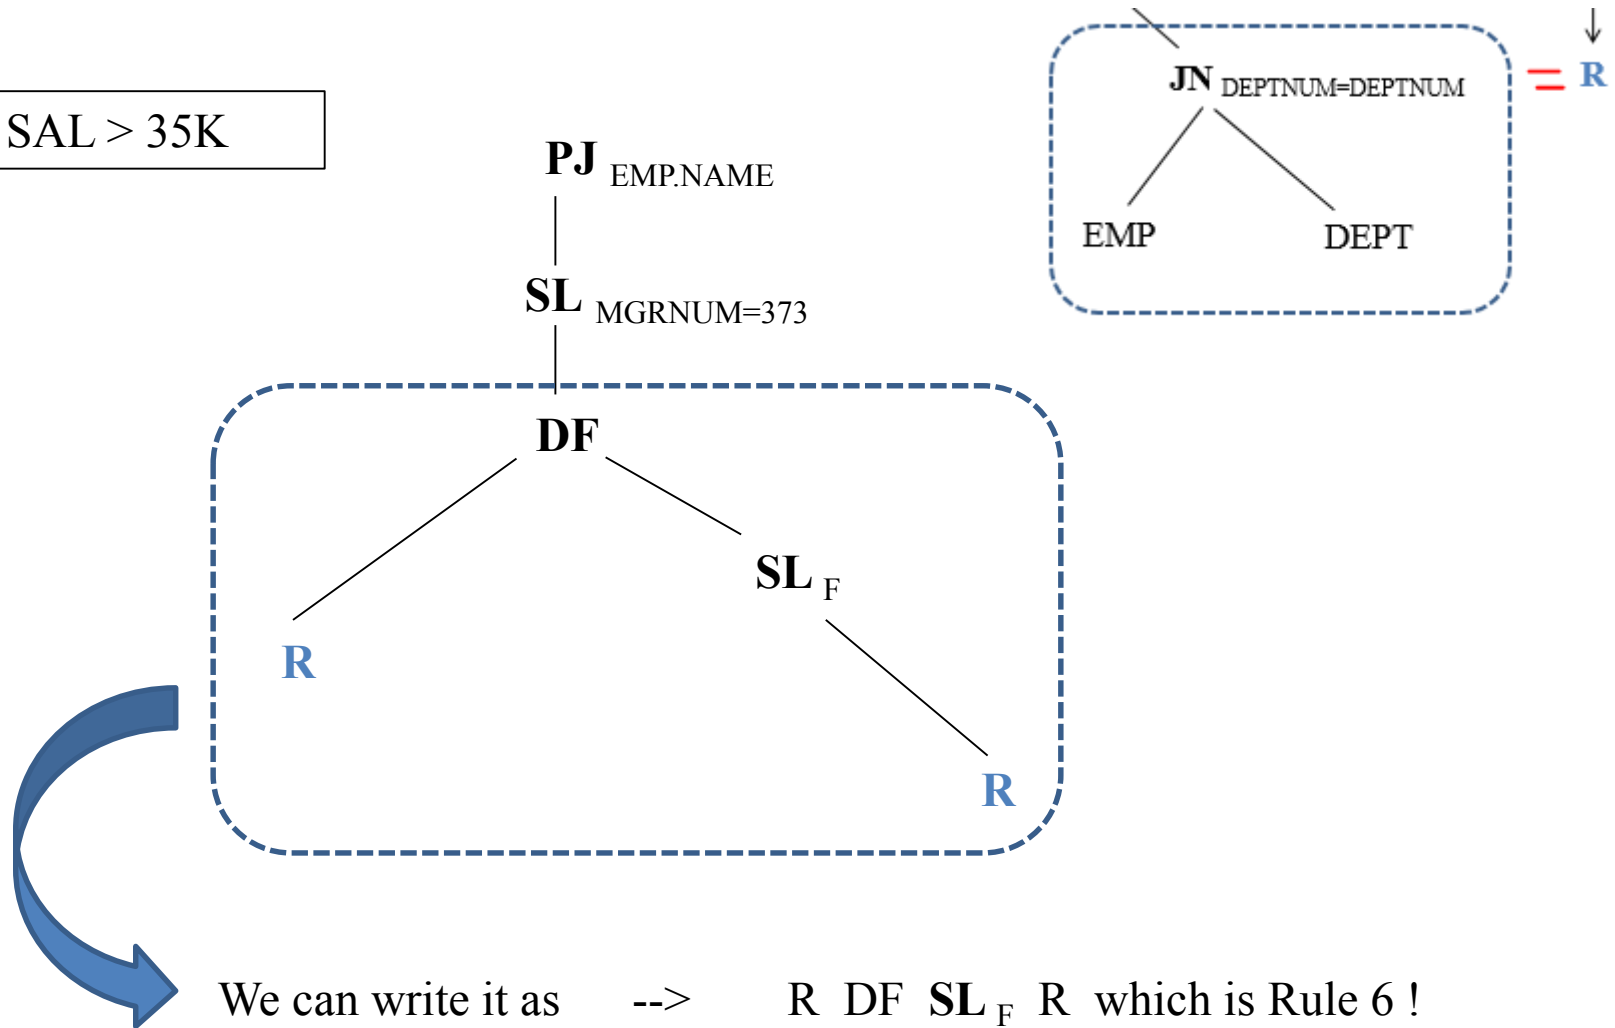 JN DEPTNUM=DEPTNUM = R
EMP DEPT
SAL > 35K
PJ EMP.NAME
SL MGRNUM=373
DF
SL F
R
R
We can write it as --> R DF SL F R which is Rule 6 !